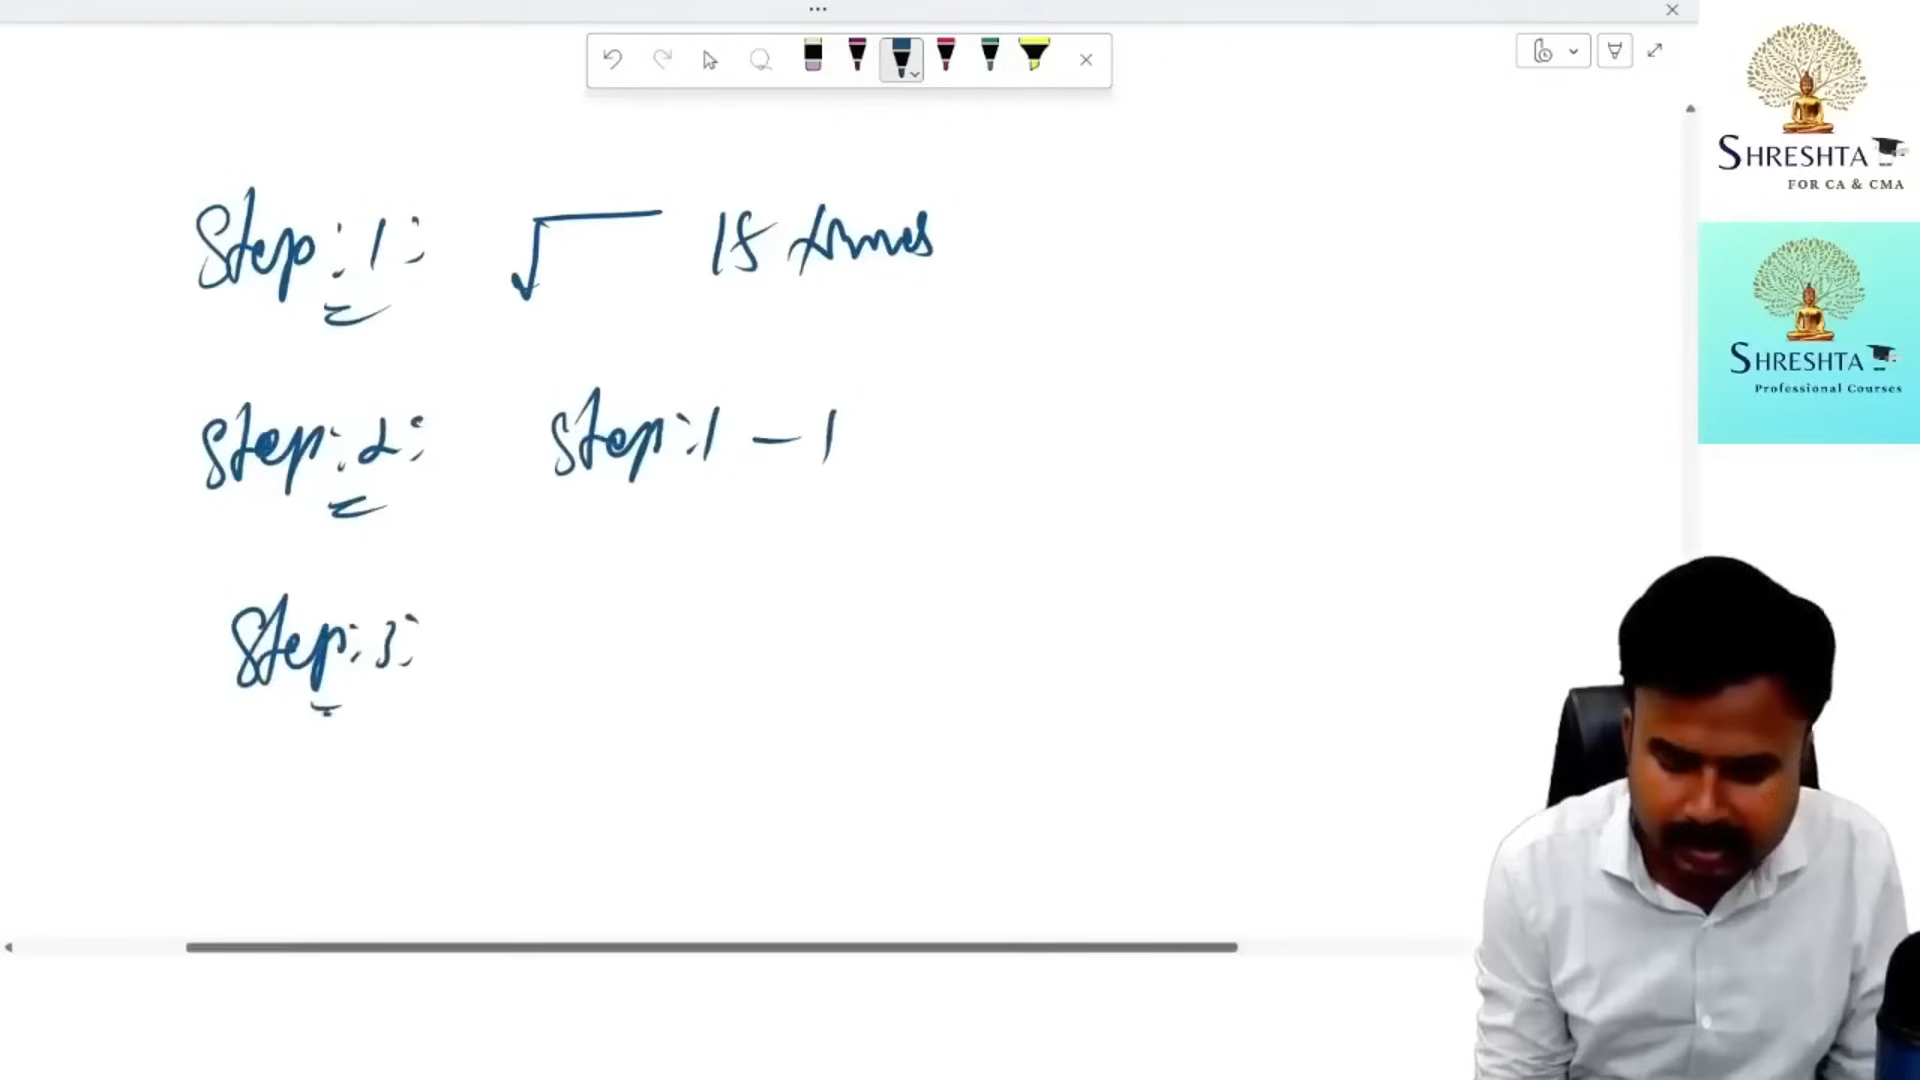 SHRESHTA
FOR CA & CMA
SHRESHTA
Professional Courses
Step:1: √ 15 times
Step:2: Step:1 – 1
Step:3: